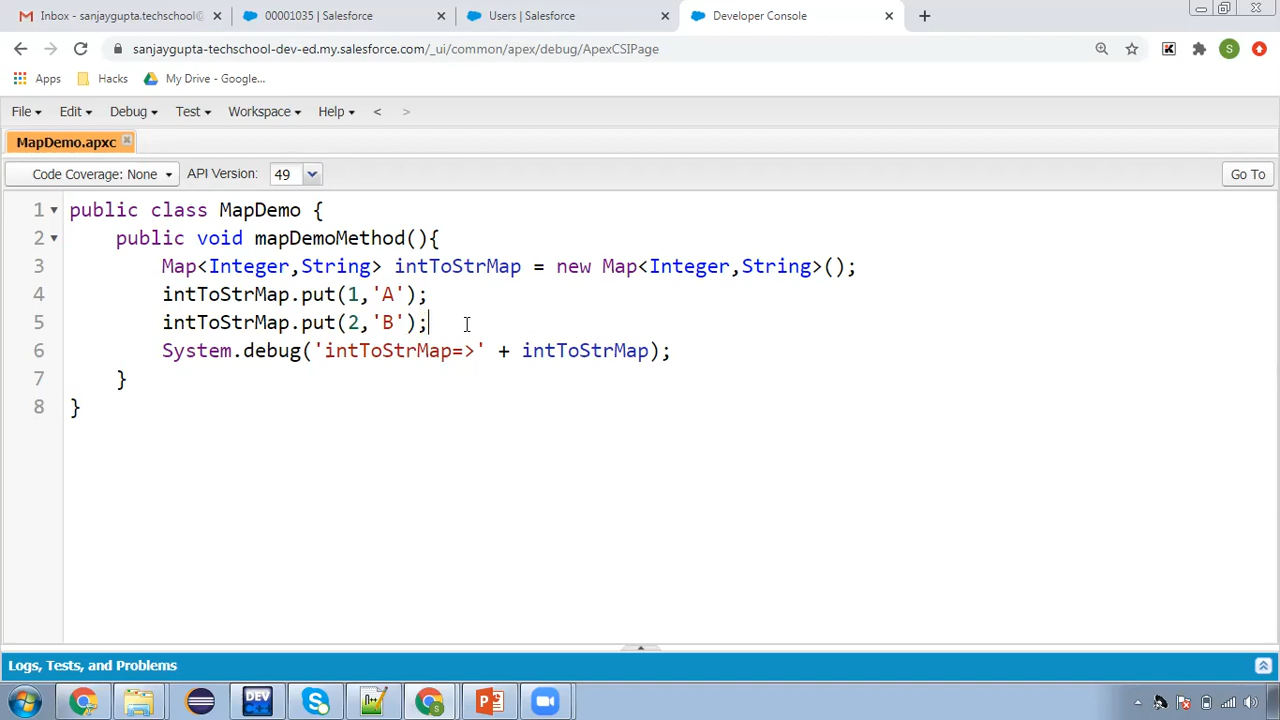 Inbox - sanjaygupta.techschool@
00001035 | Salesforce
Users | Salesforce
Developer Console
sanjaygupta-techschool-dev-ed.my.salesforce.com/_ui/common/apex/debug/ApexCSIPage
S
Apps
Hacks
My Drive - Google...
File
Edit
Debug
Test
Workspace
Help
<
>
MapDemo.apxc
Code Coverage: None
API Version:
49
Go To
1 public class MapDemo {
2 public void mapDemoMethod(){
3 Map<Integer,String> intToStrMap = new Map<Integer,String>();
4 intToStrMap.put(1,'A');
5 intToStrMap.put(2,'B');
6 System.debug('intToStrMap=>' + intToStrMap);
7 }
8 }
Logs, Tests, and Problems
DEV